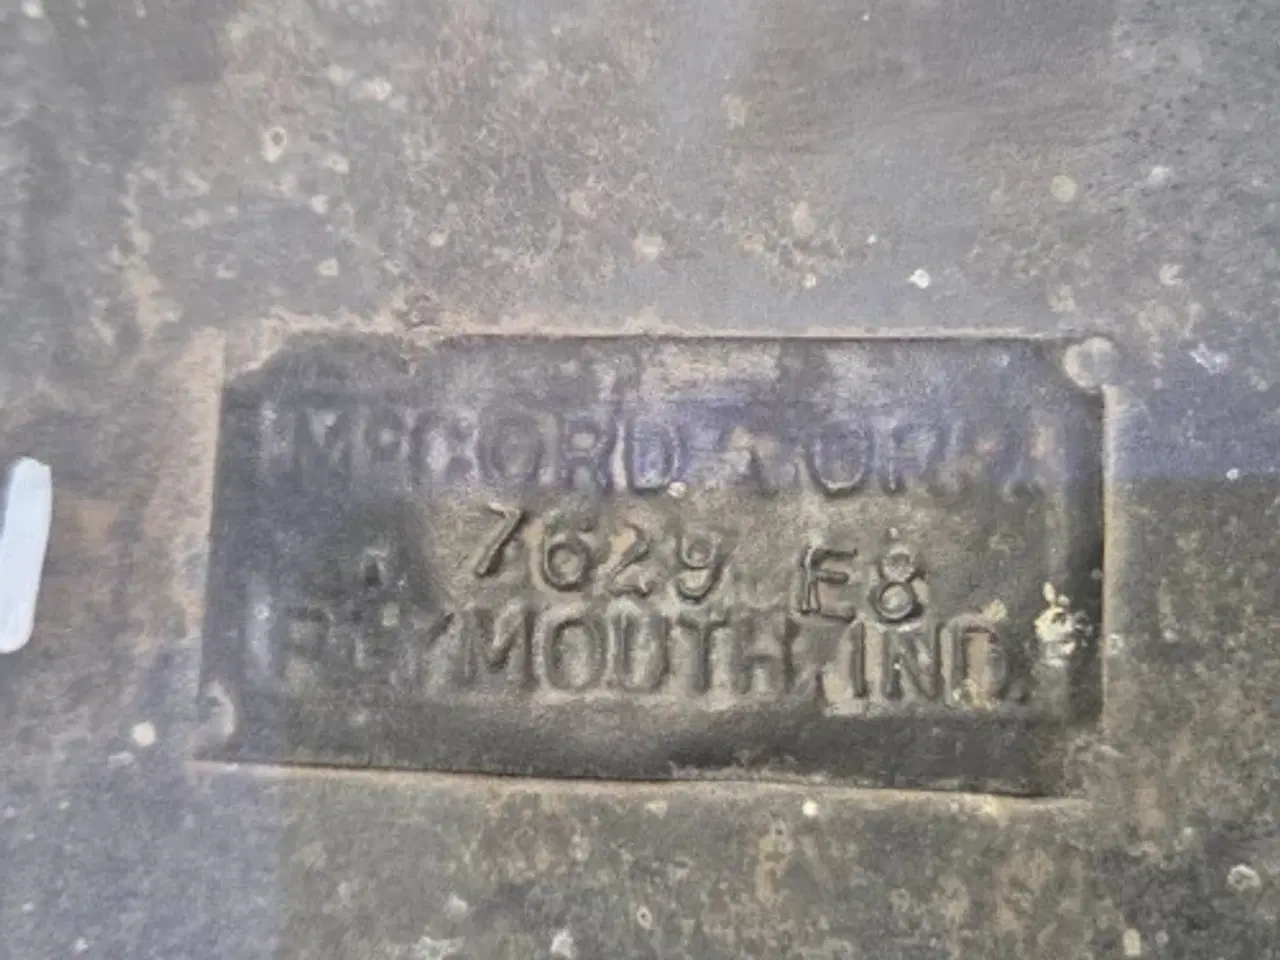 McCORD CORP.
7629 E8
PLYMOUTH, IND.